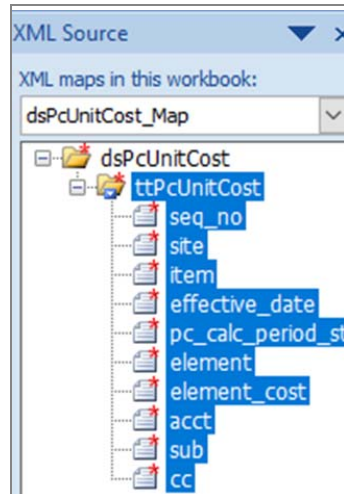 XML Source
XML maps in this workbook:
dsPcUnitCost_Map
dsPcUnitCost
ttPcUnitCost
seq_no
site
item
effective_date
pc_calc_period_st
element
element_cost
acct
sub
cc